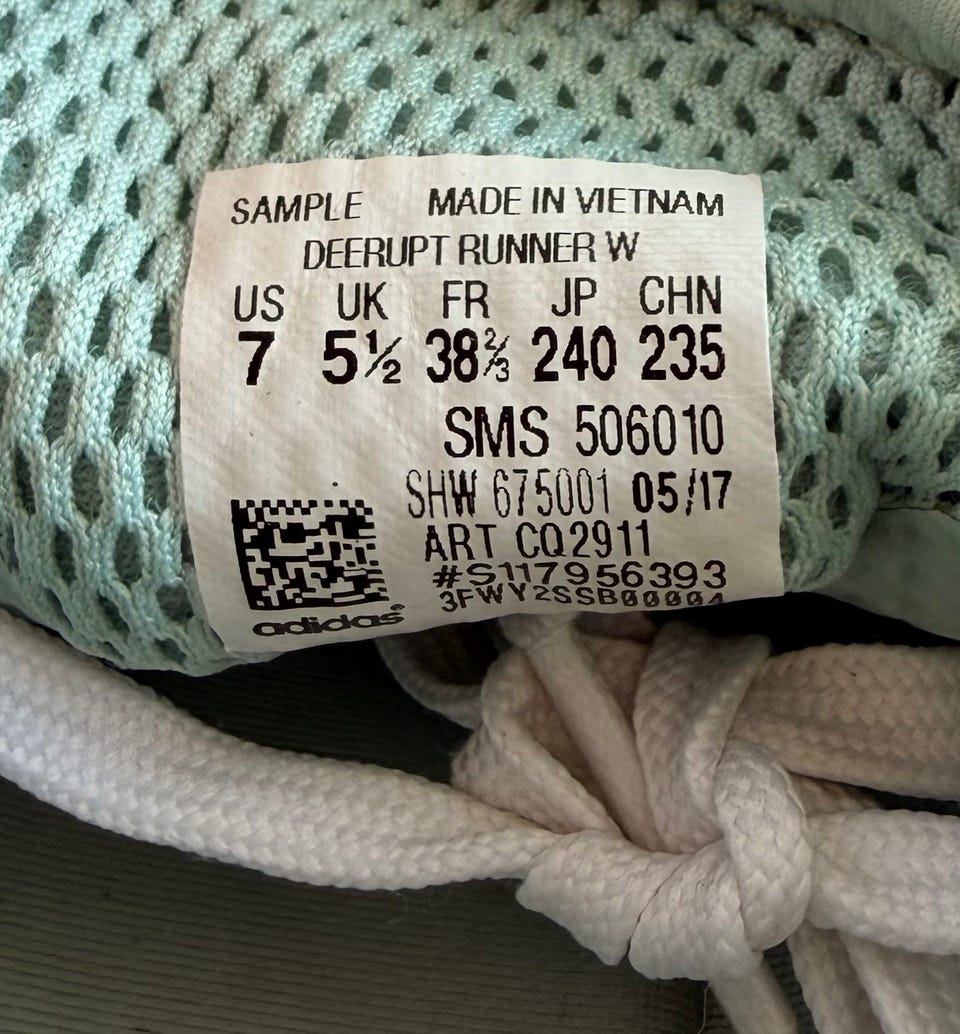 SAMPLE MADE IN VIETNAM
DEERUPT RUNNER W
US UK FR JP CHN
7 5½ 38⅔ 240 235
SMS 506010
SHW 675001 05/17
ART CQ2911
#S117956393
3FWY2SSB00004
adidas®